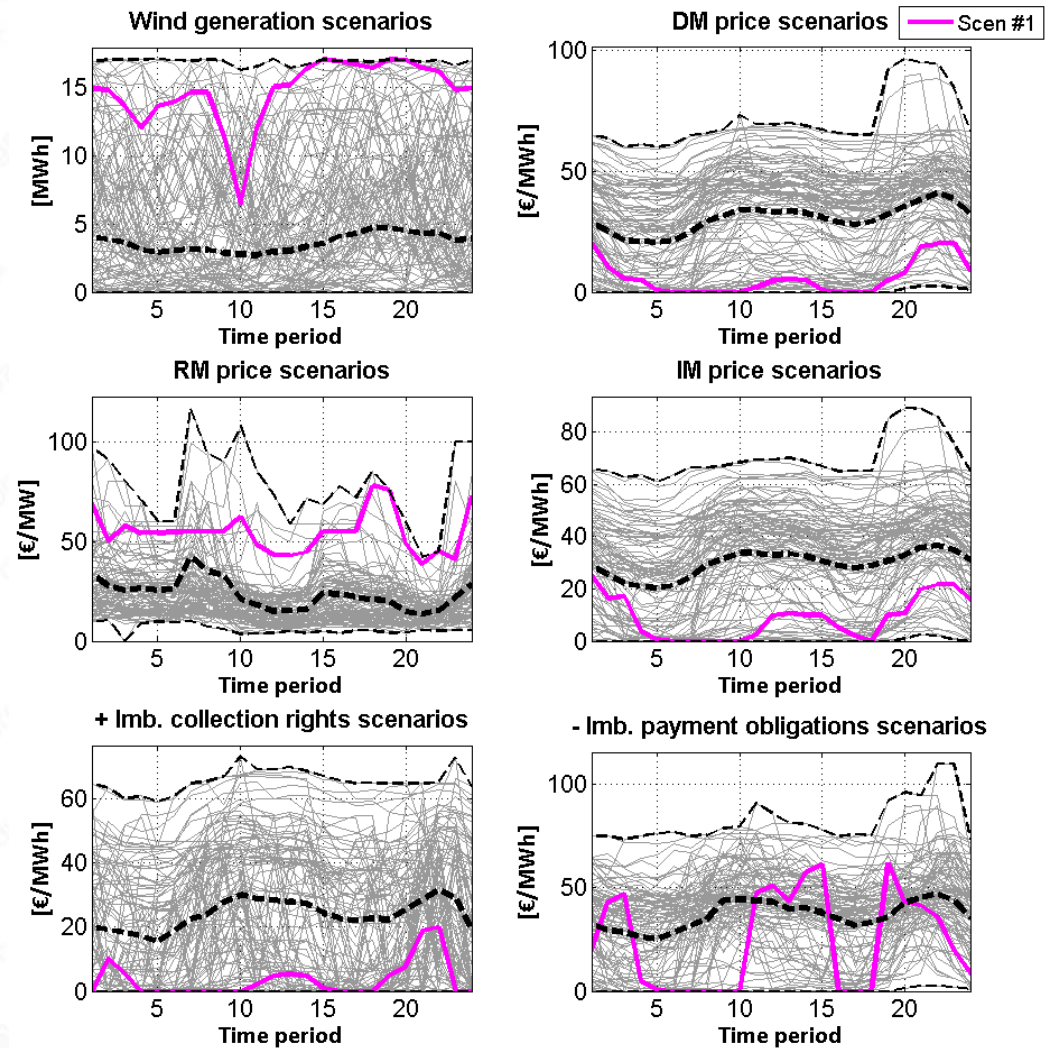 Wind generation scenarios
[MWh]
15
10
5
0
5 10 15 20
Time period
DM price scenarios
Scen #1
[€/MWh]
100
50
0
5 10 15 20
Time period
RM price scenarios
[€/MW]
100
50
0
5 10 15 20
Time period
IM price scenarios
[€/MWh]
80
60
40
20
0
5 10 15 20
Time period
+ Imb. collection rights scenarios
[€/MWh]
60
40
20
0
5 10 15 20
Time period
- Imb. payment obligations scenarios
[€/MWh]
100
50
0
5 10 15 20
Time period